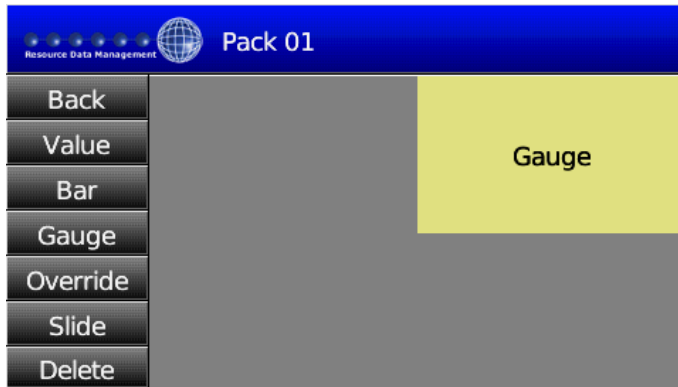 Resource Data Management
Pack 01
Back
Value
Bar
Gauge
Override
Slide
Delete
Gauge